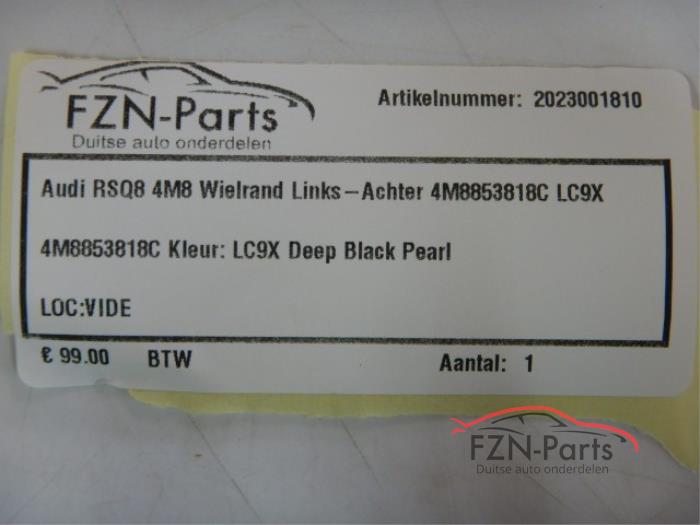 FZN-Parts
Duitse auto onderdelen
Artikelnummer: 2023001810
Audi RSQ8 4M8 Wielrand Links-Achter 4M8853818C LC9X
4M8853818C Kleur: LC9X Deep Black Pearl
LOC:VIDE
€ 99.00 BTW Aantal: 1
FZN-Parts
Duitse auto onderdelen